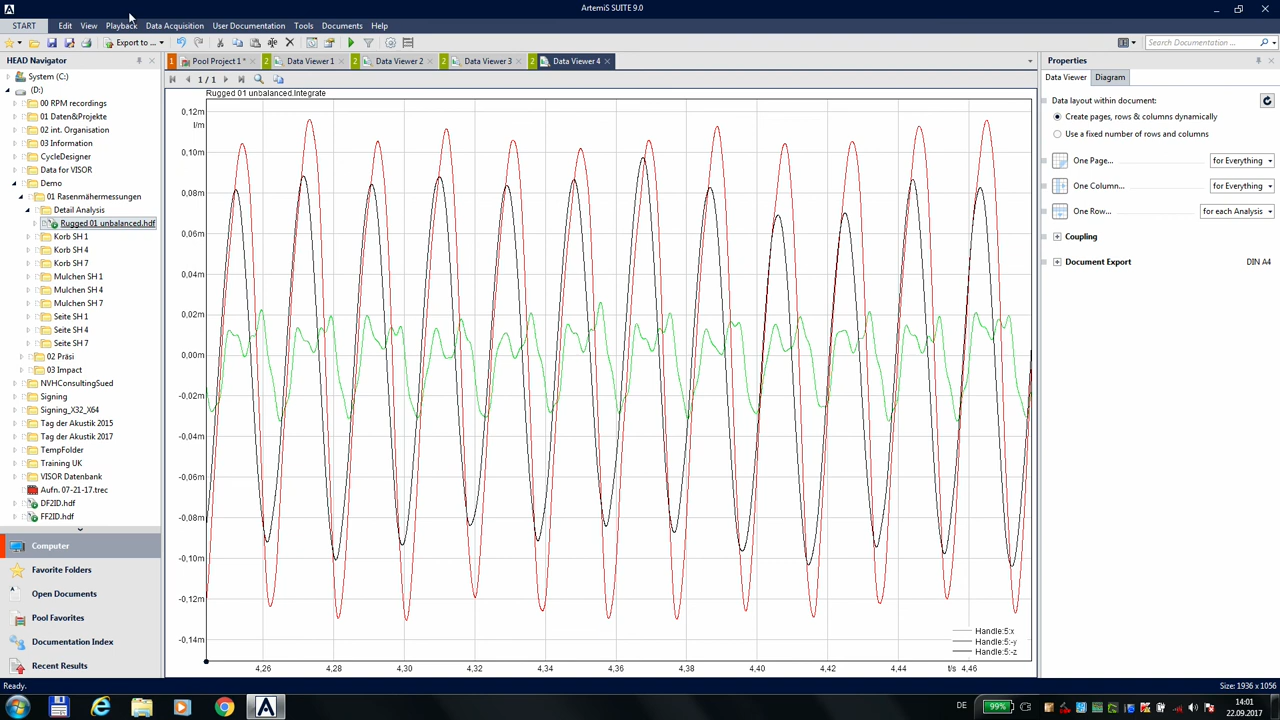 ArtemiS SUITE 9.0
START Edit View Playback Data Acquisition User Documentation Tools Documents Help
Export to ... Search Documentation...
HEAD Navigator
1 Pool Project 1 *
2 Data Viewer 1
2 Data Viewer 2
2 Data Viewer 3
2 Data Viewer 4
Properties
System (C:)
(D:)
00 RPM recordings
01 Daten&Projekte
02 int. Organisation
03 Information
CycleDesigner
Data for VISOR
Demo
01 Rasenmähermessungen
Detail Analysis
Rugged 01 unbalanced.hdf
Korb SH 1
Korb SH 4
Korb SH 7
Mulchen SH 1
Mulchen SH 4
Mulchen SH 7
Seite SH 1
Seite SH 4
Seite SH 7
02 Präsi
03 Impact
NVHConsultingSued
Signing
Signing_X32_X64
Tag der Akustik 2015
Tag der Akustik 2017
TempFolder
Training UK
VISOR Datenbank
Aufn. 07-21-17.trec
DF2ID.hdf
FF2ID.hdf
Computer
Favorite Folders
Open Documents
Pool Favorites
Documentation Index
Recent Results
1 / 1
Rugged 01 unbalanced.Integrate
0,12m
l/m
0,10m
0,08m
0,06m
0,04m
0,02m
0,00m
-0,02m
-0,04m
-0,06m
-0,08m
-0,10m
-0,12m
-0,14m
4,26 4,28 4,30 4,32 4,34 4,36 4,38 4,40 4,42 4,44 t/s 4,46
Handle:5:x
Handle:5:-y
Handle:5:-z
Data Viewer Diagram
Data layout within document:
Create pages, rows & columns dynamically
Use a fixed number of rows and columns
One Page... for Everything
One Column... for Everything
One Row... for each Analysis
Coupling
Document Export DIN A4
Ready. Size: 1936 x 1056
DE 99% 14:01
22.09.2017